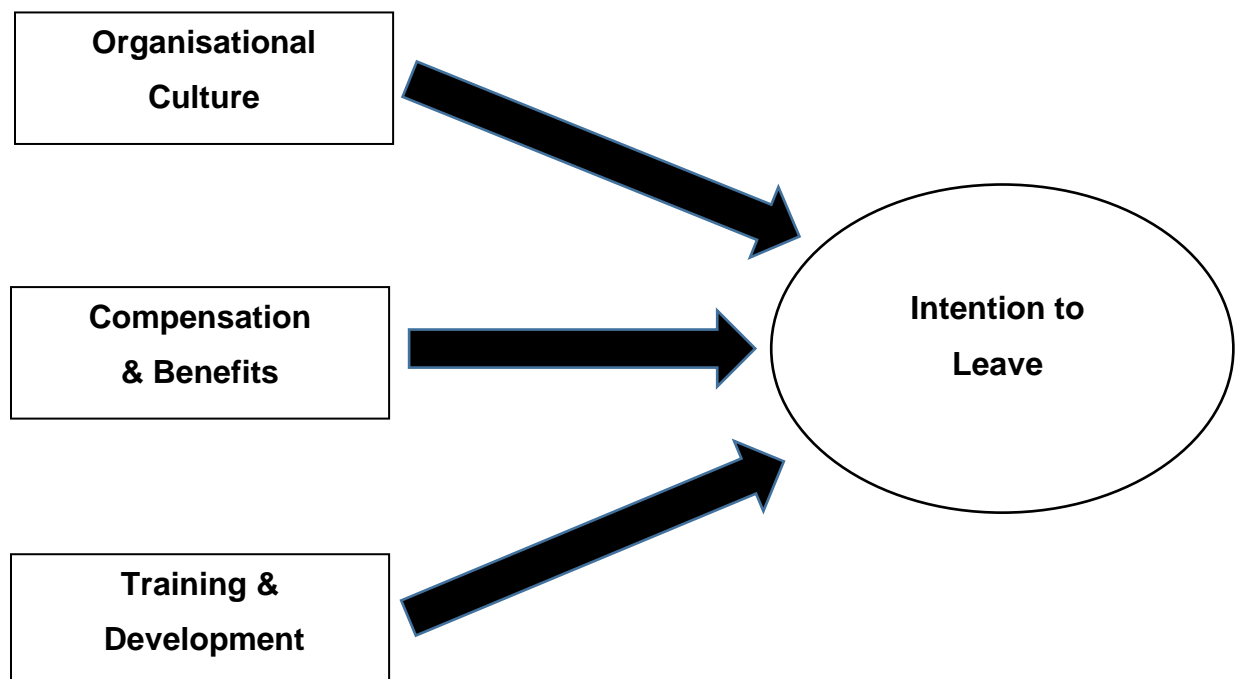 Organisational
Culture
Compensation
& Benefits
Intention to
Leave
Training &
Development